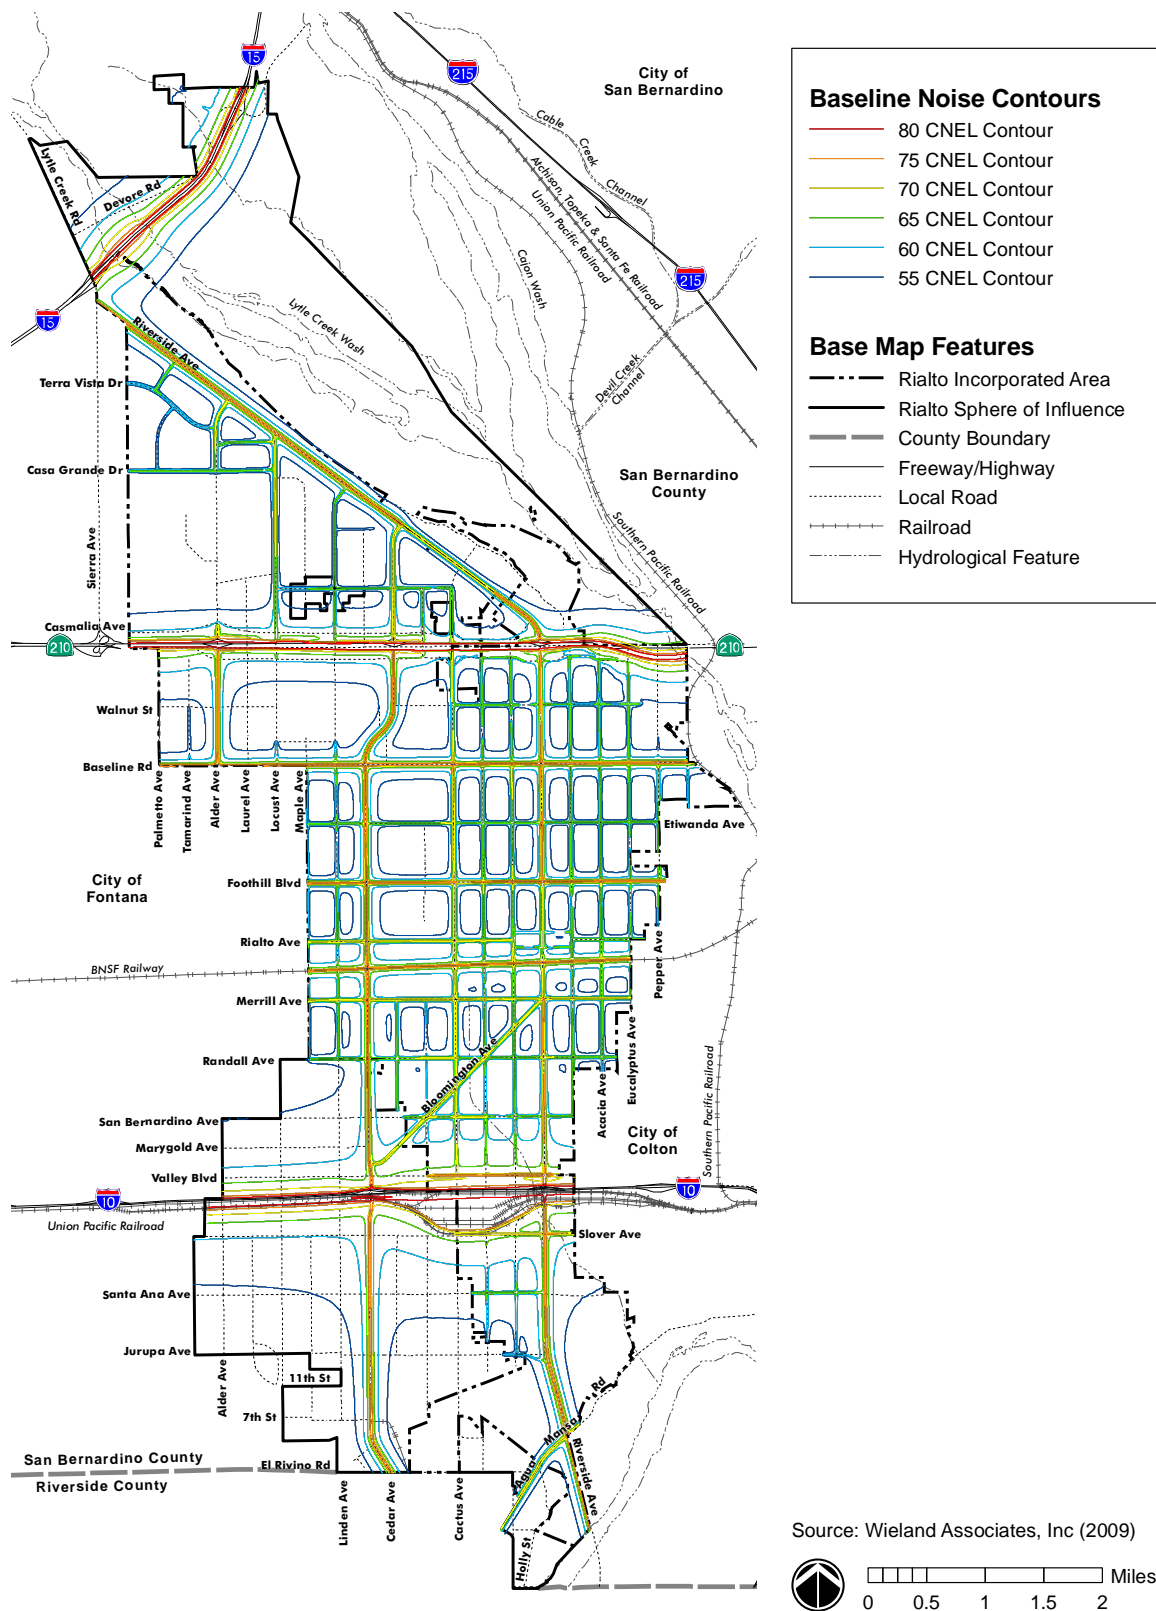 15
215
City of
San Bernardino
Cable
Creek
Channel
Atchison, Topeka & Santa Fe Railroad
Union Pacific Railroad
Lytle Creek Rd
Devore Rd
Cajon Wash
215
Lytle Creek Wash
15
Riverside Ave
Devil Creek
Channel
Terra Vista Dr
Casa Grande Dr
San Bernardino
County
Sierra Ave
Southern Pacific Railroad
Casmalia Ave
210
210
Walnut St
Baseline Rd
Palmetto Ave
Tamarind Ave
Alder Ave
Laurel Ave
Locust Ave
Maple Ave
Etiwanda Ave
City of
Fontana
Foothill Blvd
Rialto Ave
Pepper Ave
BNSF Railway
Merrill Ave
Eucalyptus Ave
Randall Ave
Bloomington Ave
Acacia Ave
Southern Pacific Railroad
San Bernardino Ave
City of
Colton
Marygold Ave
Valley Blvd
10
10
Union Pacific Railroad
Slover Ave
Santa Ana Ave
Jurupa Ave
Alder Ave
11th St
7th St
Agua Mansa Rd
Riverside Ave
San Bernardino County
El Rivino Rd
Riverside County
Linden Ave
Cedar Ave
Cactus Ave
Holly St
Baseline Noise Contours
80 CNEL Contour
75 CNEL Contour
70 CNEL Contour
65 CNEL Contour
60 CNEL Contour
55 CNEL Contour
Base Map Features
Rialto Incorporated Area
Rialto Sphere of Influence
County Boundary
Freeway/Highway
Local Road
Railroad
Hydrological Feature
Source: Wieland Associates, Inc (2009)
Miles
0 0.5 1 1.5 2